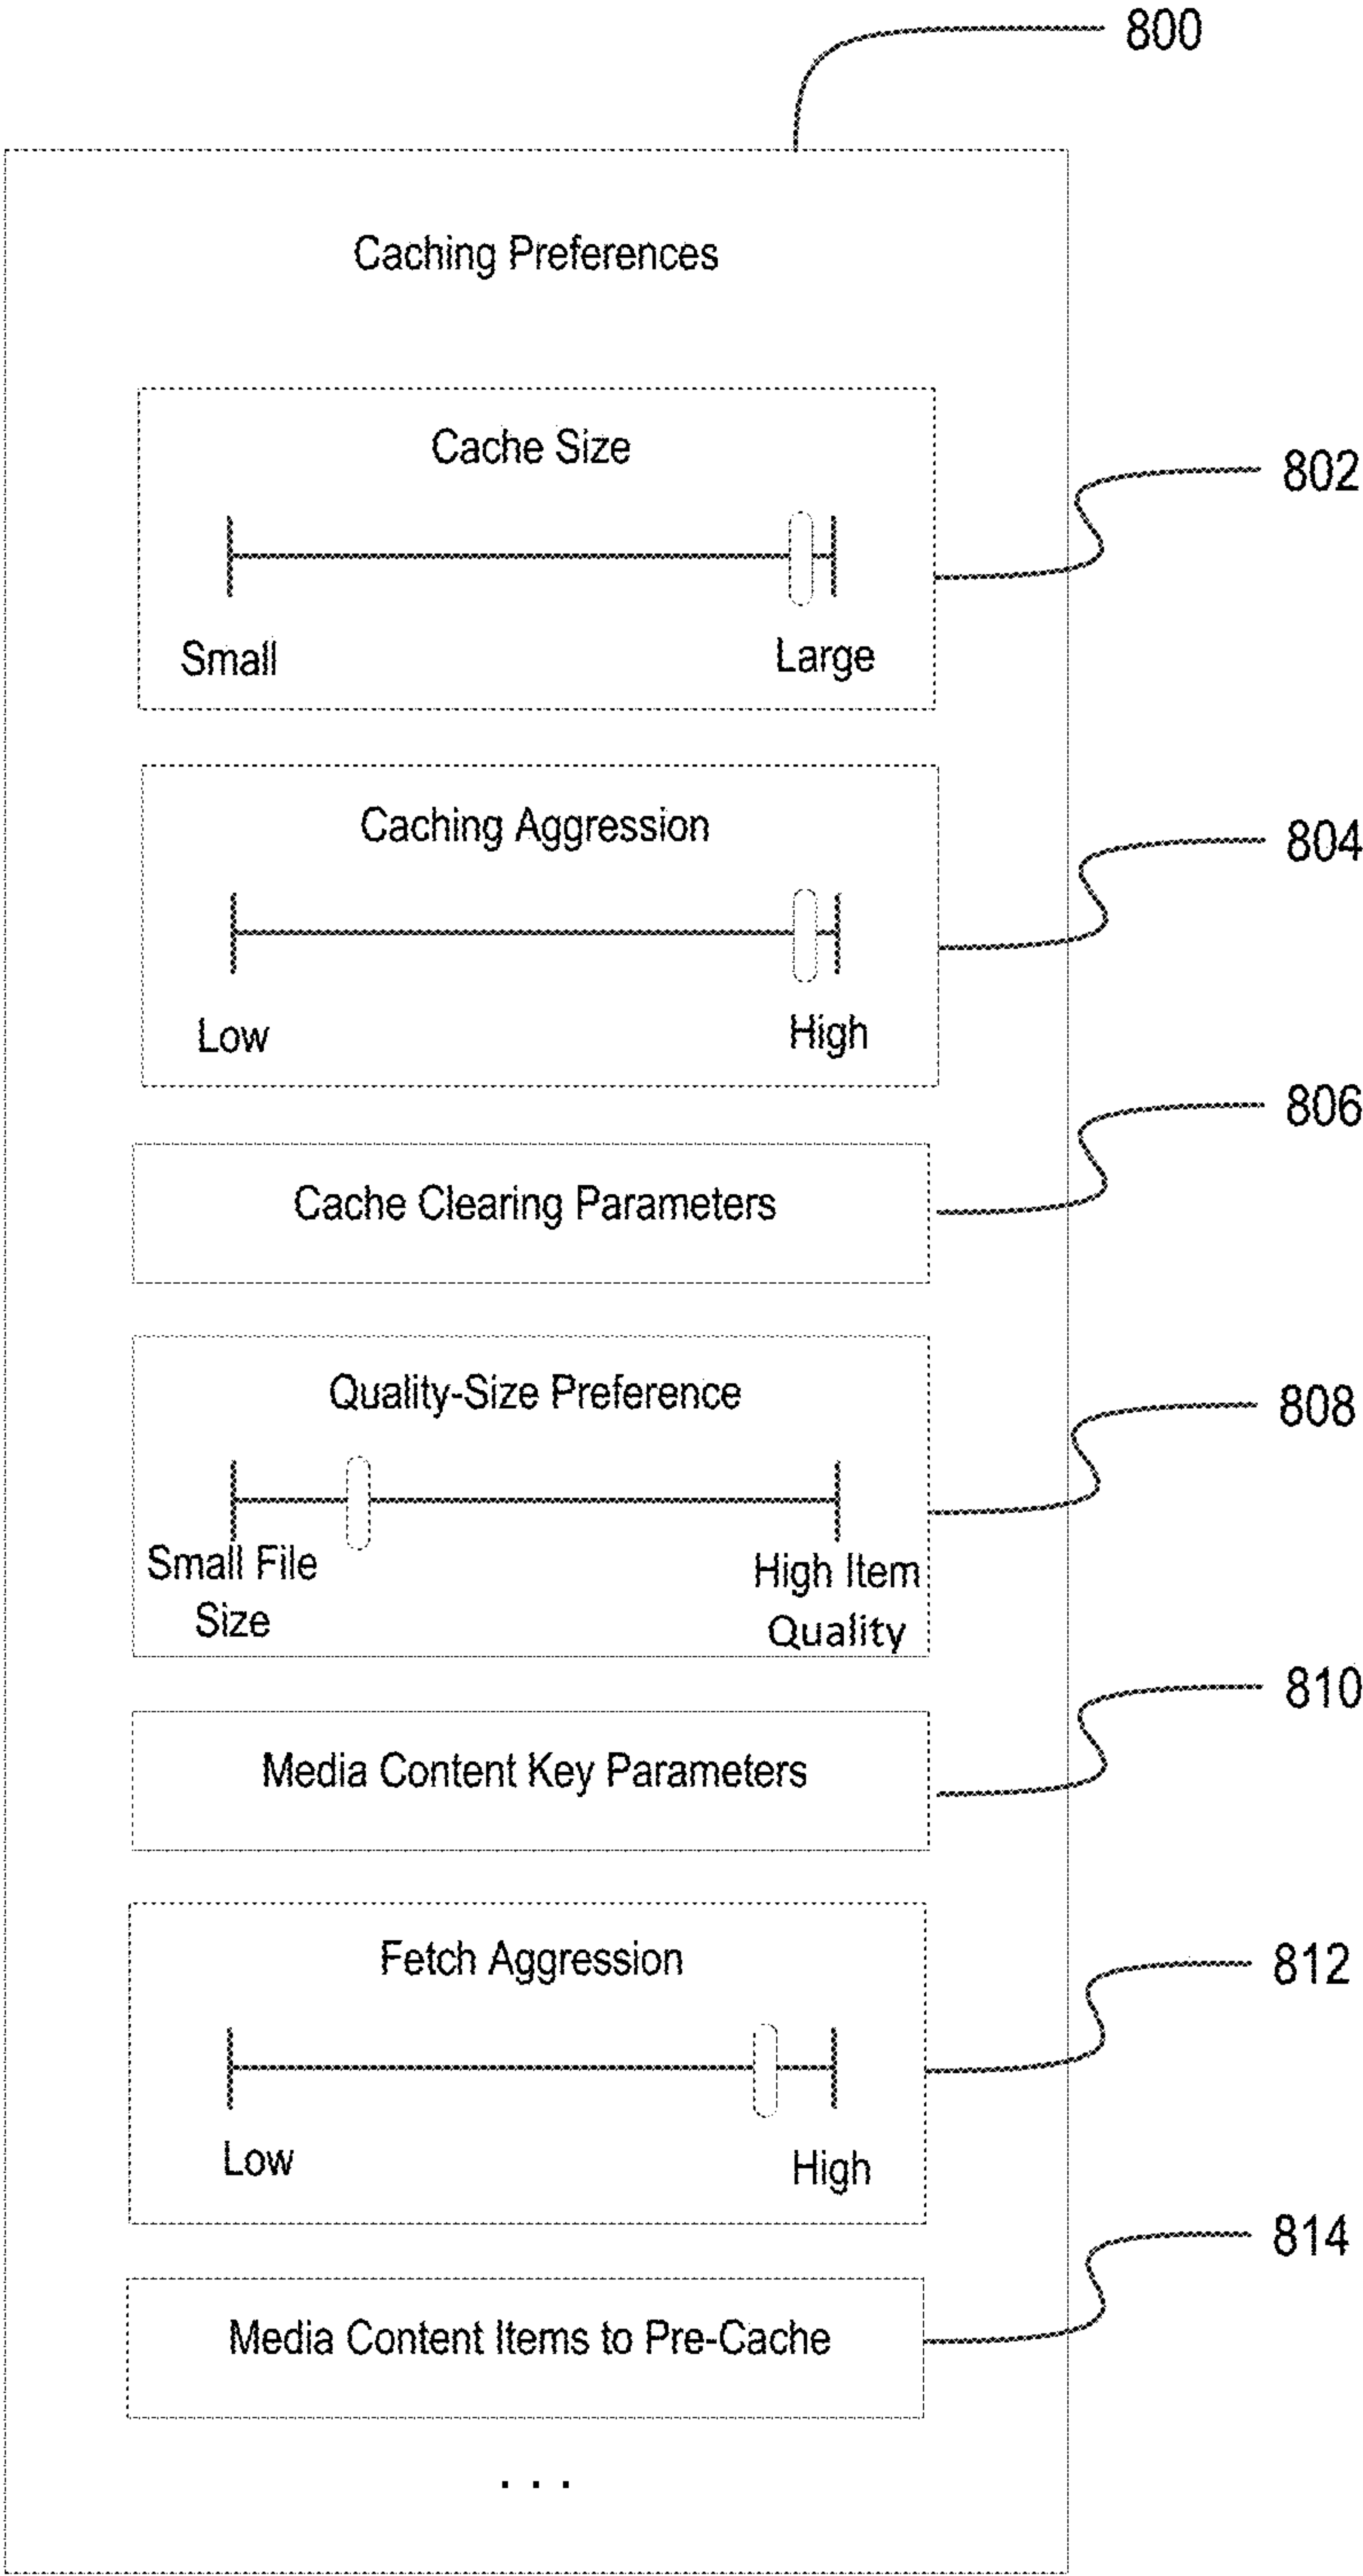 800
Caching Preferences
Cache Size
802
Small
Large
Caching Aggression
804
Low
High
806
Cache Clearing Parameters
Quality-Size Preference
808
Small File
Size
High Item
Quality
810
Media Content Key Parameters
Fetch Aggression
812
Low
High
814
Media Content Items to Pre-Cache
. . .